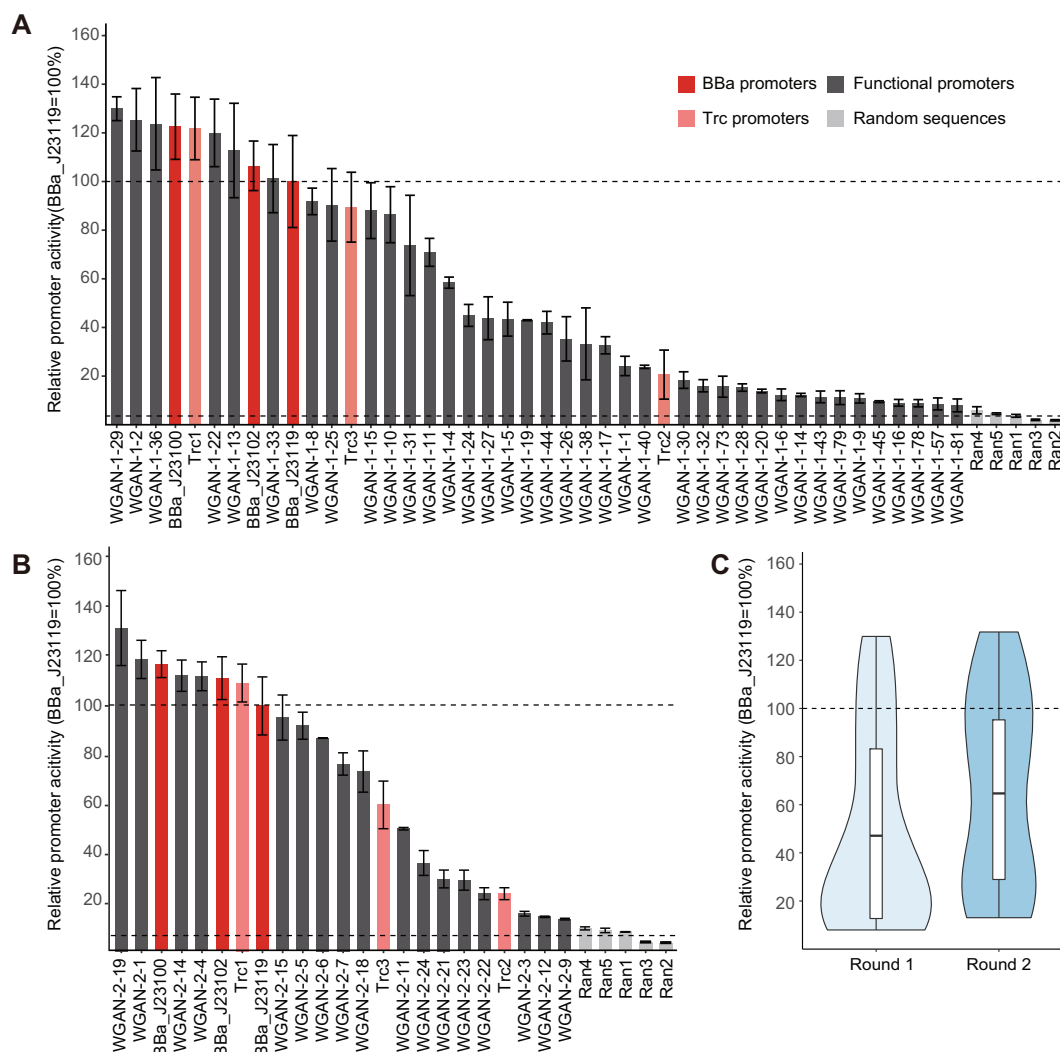 A
Relative promoter acitivity(BBa_J23119=100%)
160
140
120
100
80
60
40
20
BBa promoters
Functional promoters
Trc promoters
Random sequences
WGAN-1-29
WGAN-1-2
WGAN-1-36
BBa_J23100
Trc1
WGAN-1-22
WGAN-1-13
BBa_J23102
WGAN-1-33
BBa_J23119
WGAN-1-8
WGAN-1-25
Trc3
WGAN-1-15
WGAN-1-10
WGAN-1-31
WGAN-1-11
WGAN-1-4
WGAN-1-24
WGAN-1-27
WGAN-1-5
WGAN-1-19
WGAN-1-44
WGAN-1-26
WGAN-1-38
WGAN-1-17
WGAN-1-1
WGAN-1-40
Trc2
WGAN-1-30
WGAN-1-32
WGAN-1-73
WGAN-1-28
WGAN-1-20
WGAN-1-6
WGAN-1-14
WGAN-1-43
WGAN-1-79
WGAN-1-9
WGAN-1-45
WGAN-1-16
WGAN-1-78
WGAN-1-57
WGAN-1-81
Ran4
Ran5
Ran1
Ran3
Ran2
B
Relative promoter acitivity (BBa_J23119=100%)
160
140
120
100
80
60
40
20
WGAN-2-19
WGAN-2-1
BBa_J23100
WGAN-2-14
WGAN-2-4
BBa_J23102
Trc1
BBa_J23119
WGAN-2-15
WGAN-2-5
WGAN-2-6
WGAN-2-7
WGAN-2-18
Trc3
WGAN-2-11
WGAN-2-24
WGAN-2-21
WGAN-2-23
WGAN-2-22
Trc2
WGAN-2-3
WGAN-2-12
WGAN-2-9
Ran4
Ran5
Ran1
Ran3
Ran2
C
Relative promoter acitivity (BBa_J23119=100%)
160
140
120
100
80
60
40
20
Round 1
Round 2